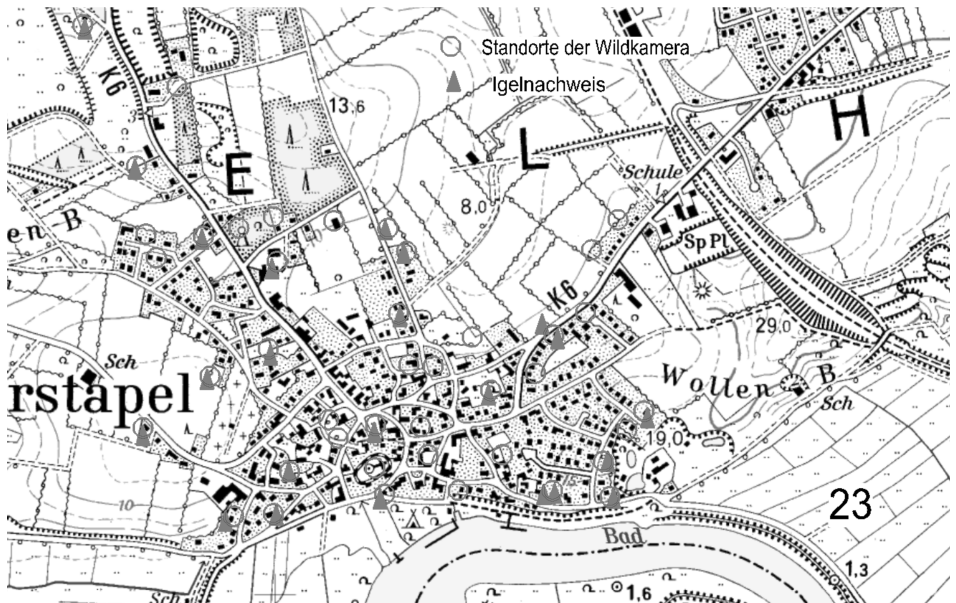 Standorte der Wildkamera
Igelnachweis
K6
13,6
E
L
H
Schule
8,0
en-B
Sp Pl
K6
29,0
Sch
rstapel
Wollen B
Sch
19,0
10
23
Bad
1,3
1,6
Sch